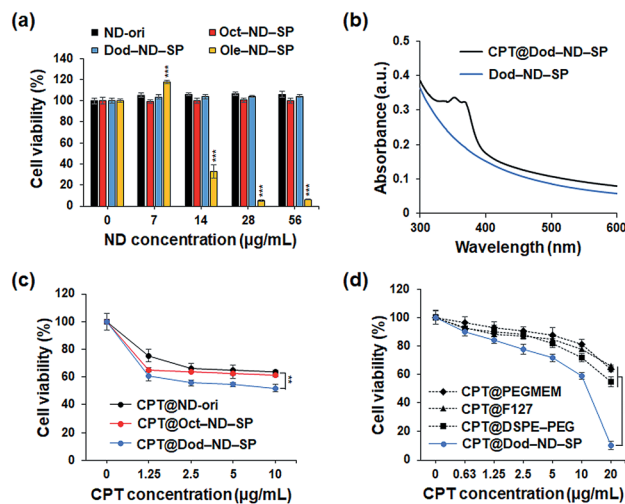 (a)
ND-ori
Oct–ND–SP
Dod–ND–SP
Ole–ND–SP
Cell viability (%)
140
120
100
80
60
40
20
0
***
***
***
***
0 7 14 28 56
ND concentration (µg/mL)
(b)
Absorbance (a.u.)
0.5
0.4
0.3
0.2
0.1
0
CPT@Dod–ND–SP
Dod–ND–SP
300 400 500 600
Wavelength (nm)
(c)
Cell viability (%)
120
100
80
60
40
20
0
**
CPT@ND-ori
CPT@Oct–ND–SP
CPT@Dod–ND–SP
0 1.25 2.5 5 10
CPT concentration (µg/mL)
(d)
Cell viability (%)
120
100
80
60
40
20
0
CPT@PEGMEM
CPT@F127
CPT@DSPE–PEG
CPT@Dod–ND–SP
0 0.63 1.25 2.5 5 10 20
CPT concentration (µg/mL)